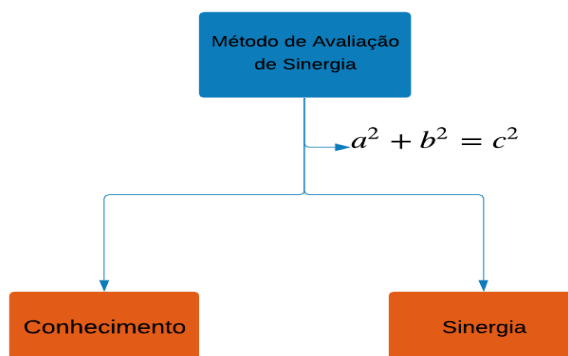 Método de Avaliação
de Sinergia
a² + b² = c²
Conhecimento
Sinergia